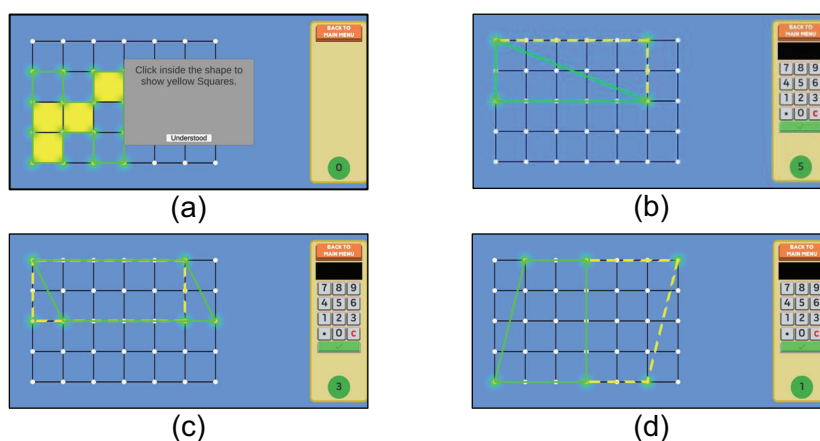 BACK TO
MAIN MENU
Click inside the shape to
show yellow Squares.
Understood
0
(a)
BACK TO
MAIN MENU
7 8 9
4 5 6
1 2 3
• 0 C
5
(b)
BACK TO
MAIN MENU
7 8 9
4 5 6
1 2 3
• 0 C
3
(c)
BACK TO
MAIN MENU
7 8 9
4 5 6
1 2 3
• 0 C
1
(d)